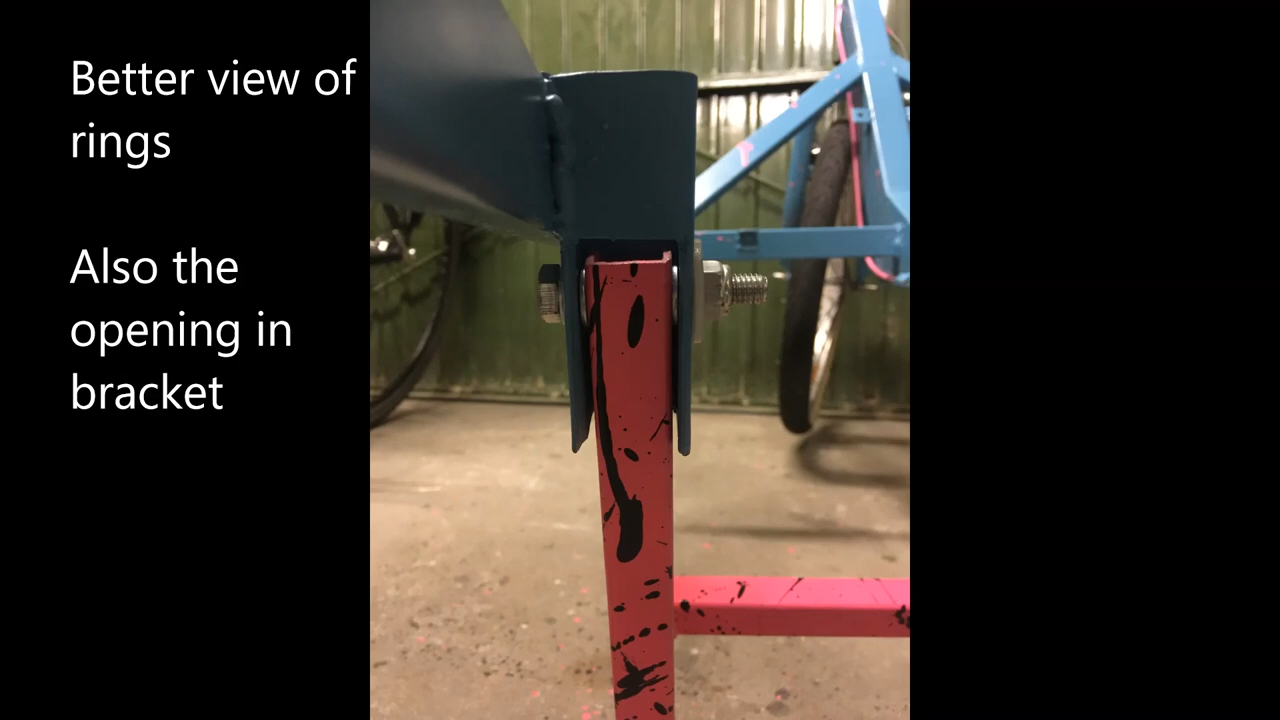 Better view of
rings
Also the
opening in
bracket